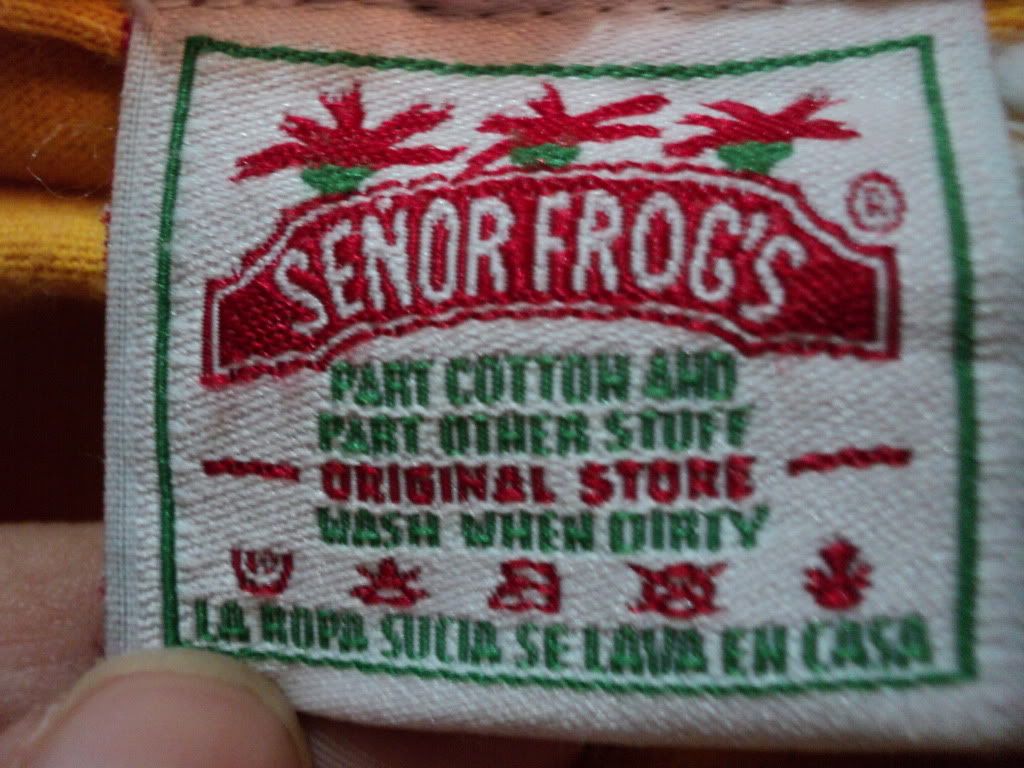 SEÑOR FROG'S ®
PART COTTON AND
PART OTHER STUFF
ORIGINAL STORE
WASH WHEN DIRTY
LA ROPA SUCIA SE LAVA EN CASA